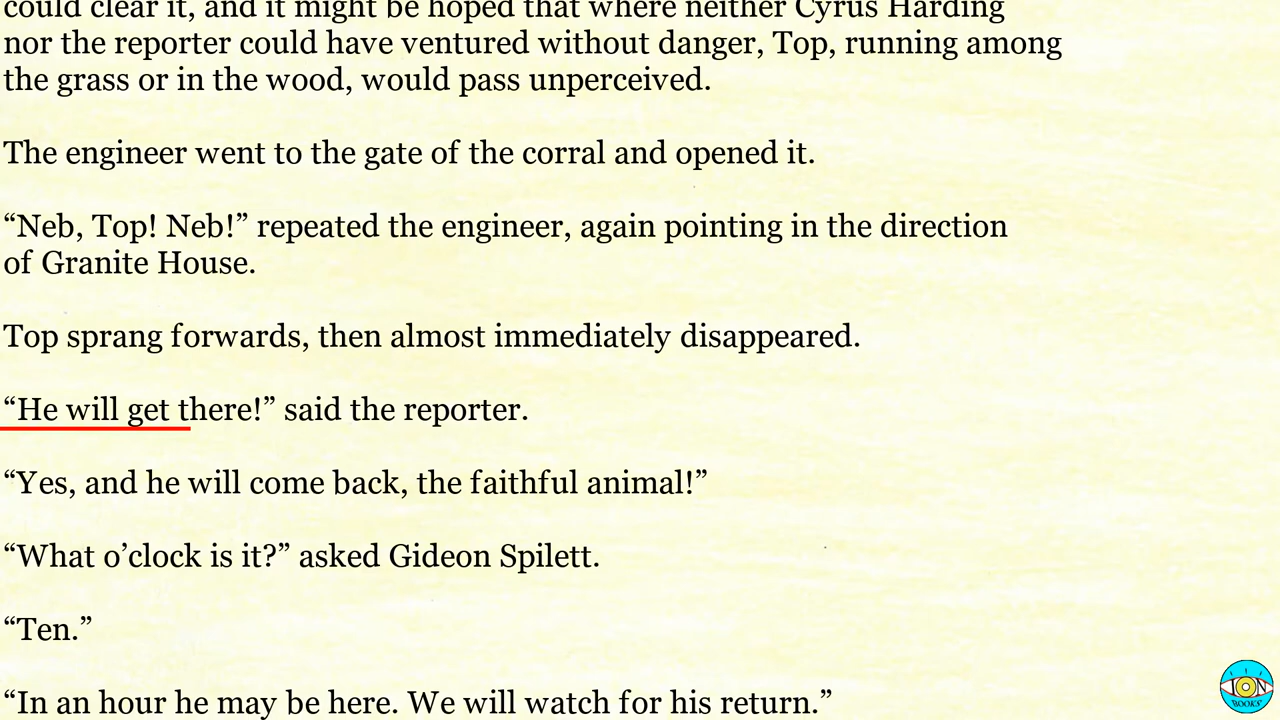 could clear it, and it might be hoped that where neither Cyrus Harding
nor the reporter could have ventured without danger, Top, running among
the grass or in the wood, would pass unperceived.
The engineer went to the gate of the corral and opened it.
“Neb, Top! Neb!” repeated the engineer, again pointing in the direction
of Granite House.
Top sprang forwards, then almost immediately disappeared.
“He will get there!” said the reporter.
“Yes, and he will come back, the faithful animal!”
“What o’clock is it?” asked Gideon Spilett.
“Ten.”
“In an hour he may be here. We will watch for his return.”
ION
BOOKS